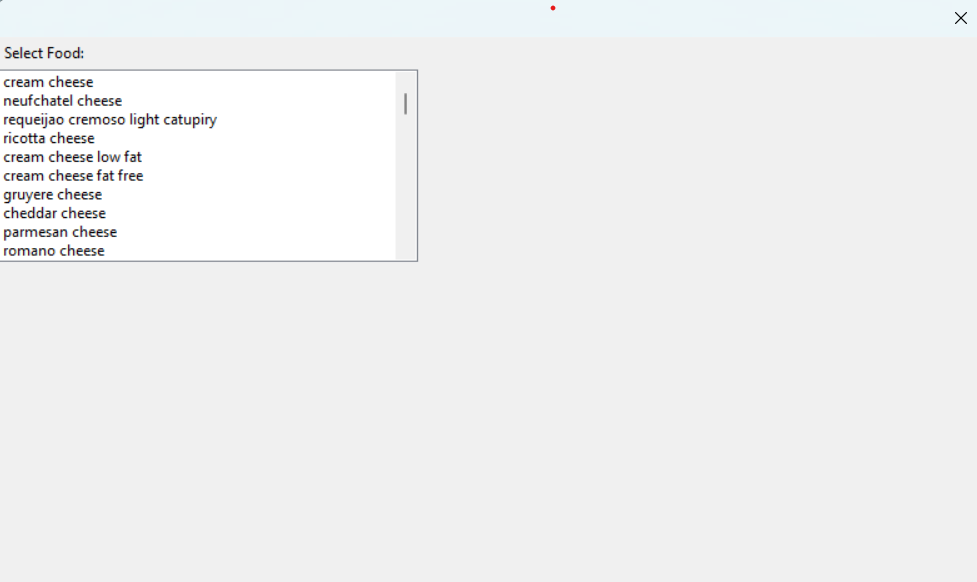 Select Food:
cream cheese
neufchatel cheese
requeijao cremoso light catupiry
ricotta cheese
cream cheese low fat
cream cheese fat free
gruyere cheese
cheddar cheese
parmesan cheese
romano cheese